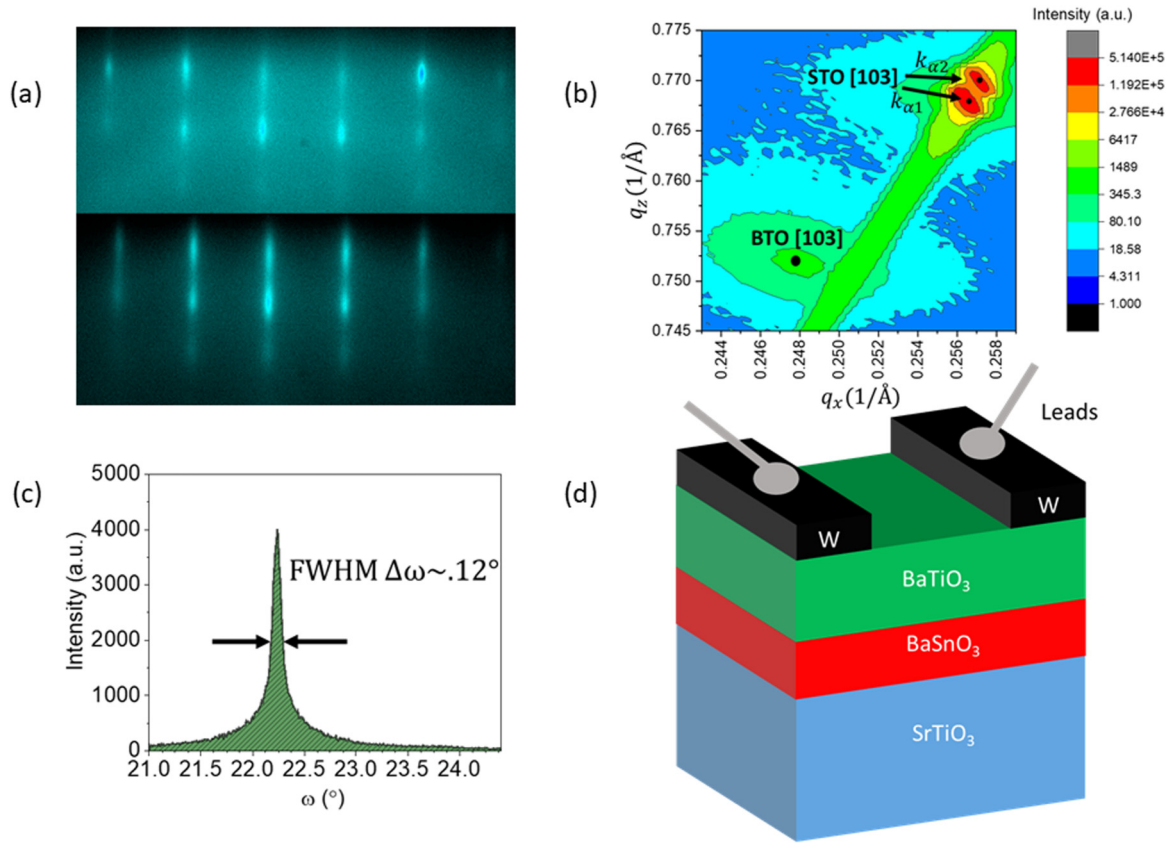 (a)
(b)
Intensity (a.u.)
5.140E+5
1.192E+5
2.766E+4
6417
1489
345.3
80.10
18.58
4.311
1.000
0.775
0.770
0.765
0.760
0.755
0.750
0.745
q_z(1/Å)
STO [103]
k_α2
k_α1
BTO [103]
0.244
0.246
0.248
0.250
0.252
0.254
0.256
0.258
q_x(1/Å)
(c)
5000
4000
3000
2000
1000
0
Intensity (a.u.)
FWHM Δω~.12°
21.0 21.5 22.0 22.5 23.0 23.5 24.0
ω (°)
(d)
Leads
W
W
BaTiO₃
BaSnO₃
SrTiO₃